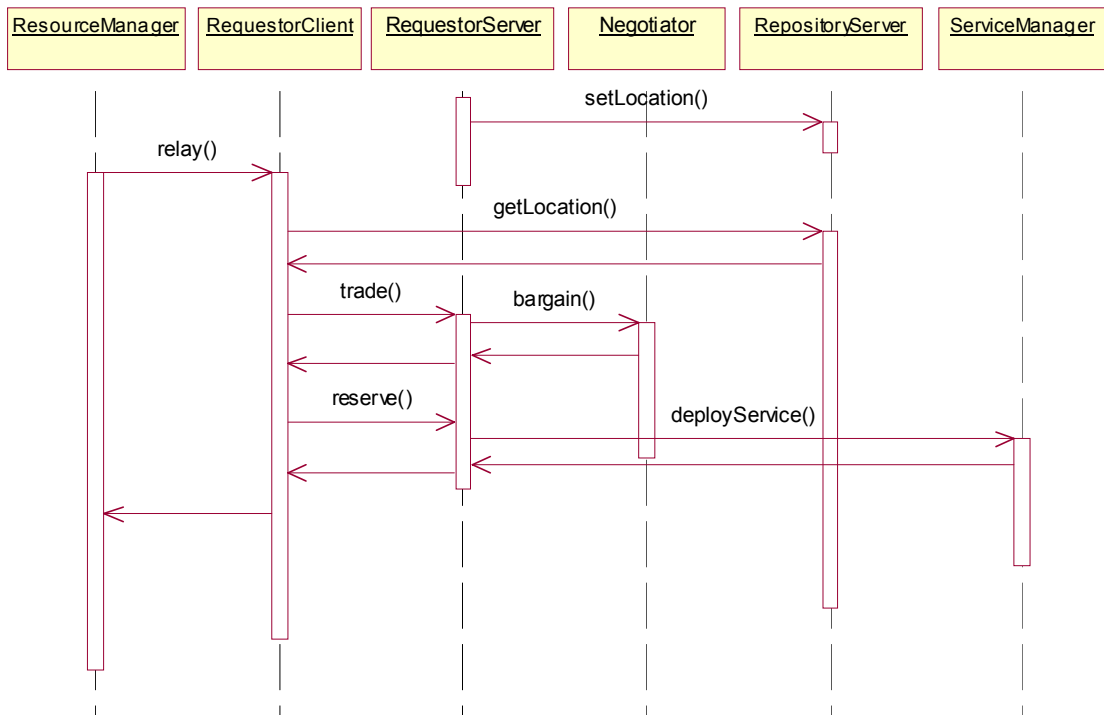 ResourceManager
RequestorClient
RequestorServer
Negotiator
RepositoryServer
ServiceManager
setLocation()
relay()
getLocation()
trade()
bargain()
reserve()
deployService()